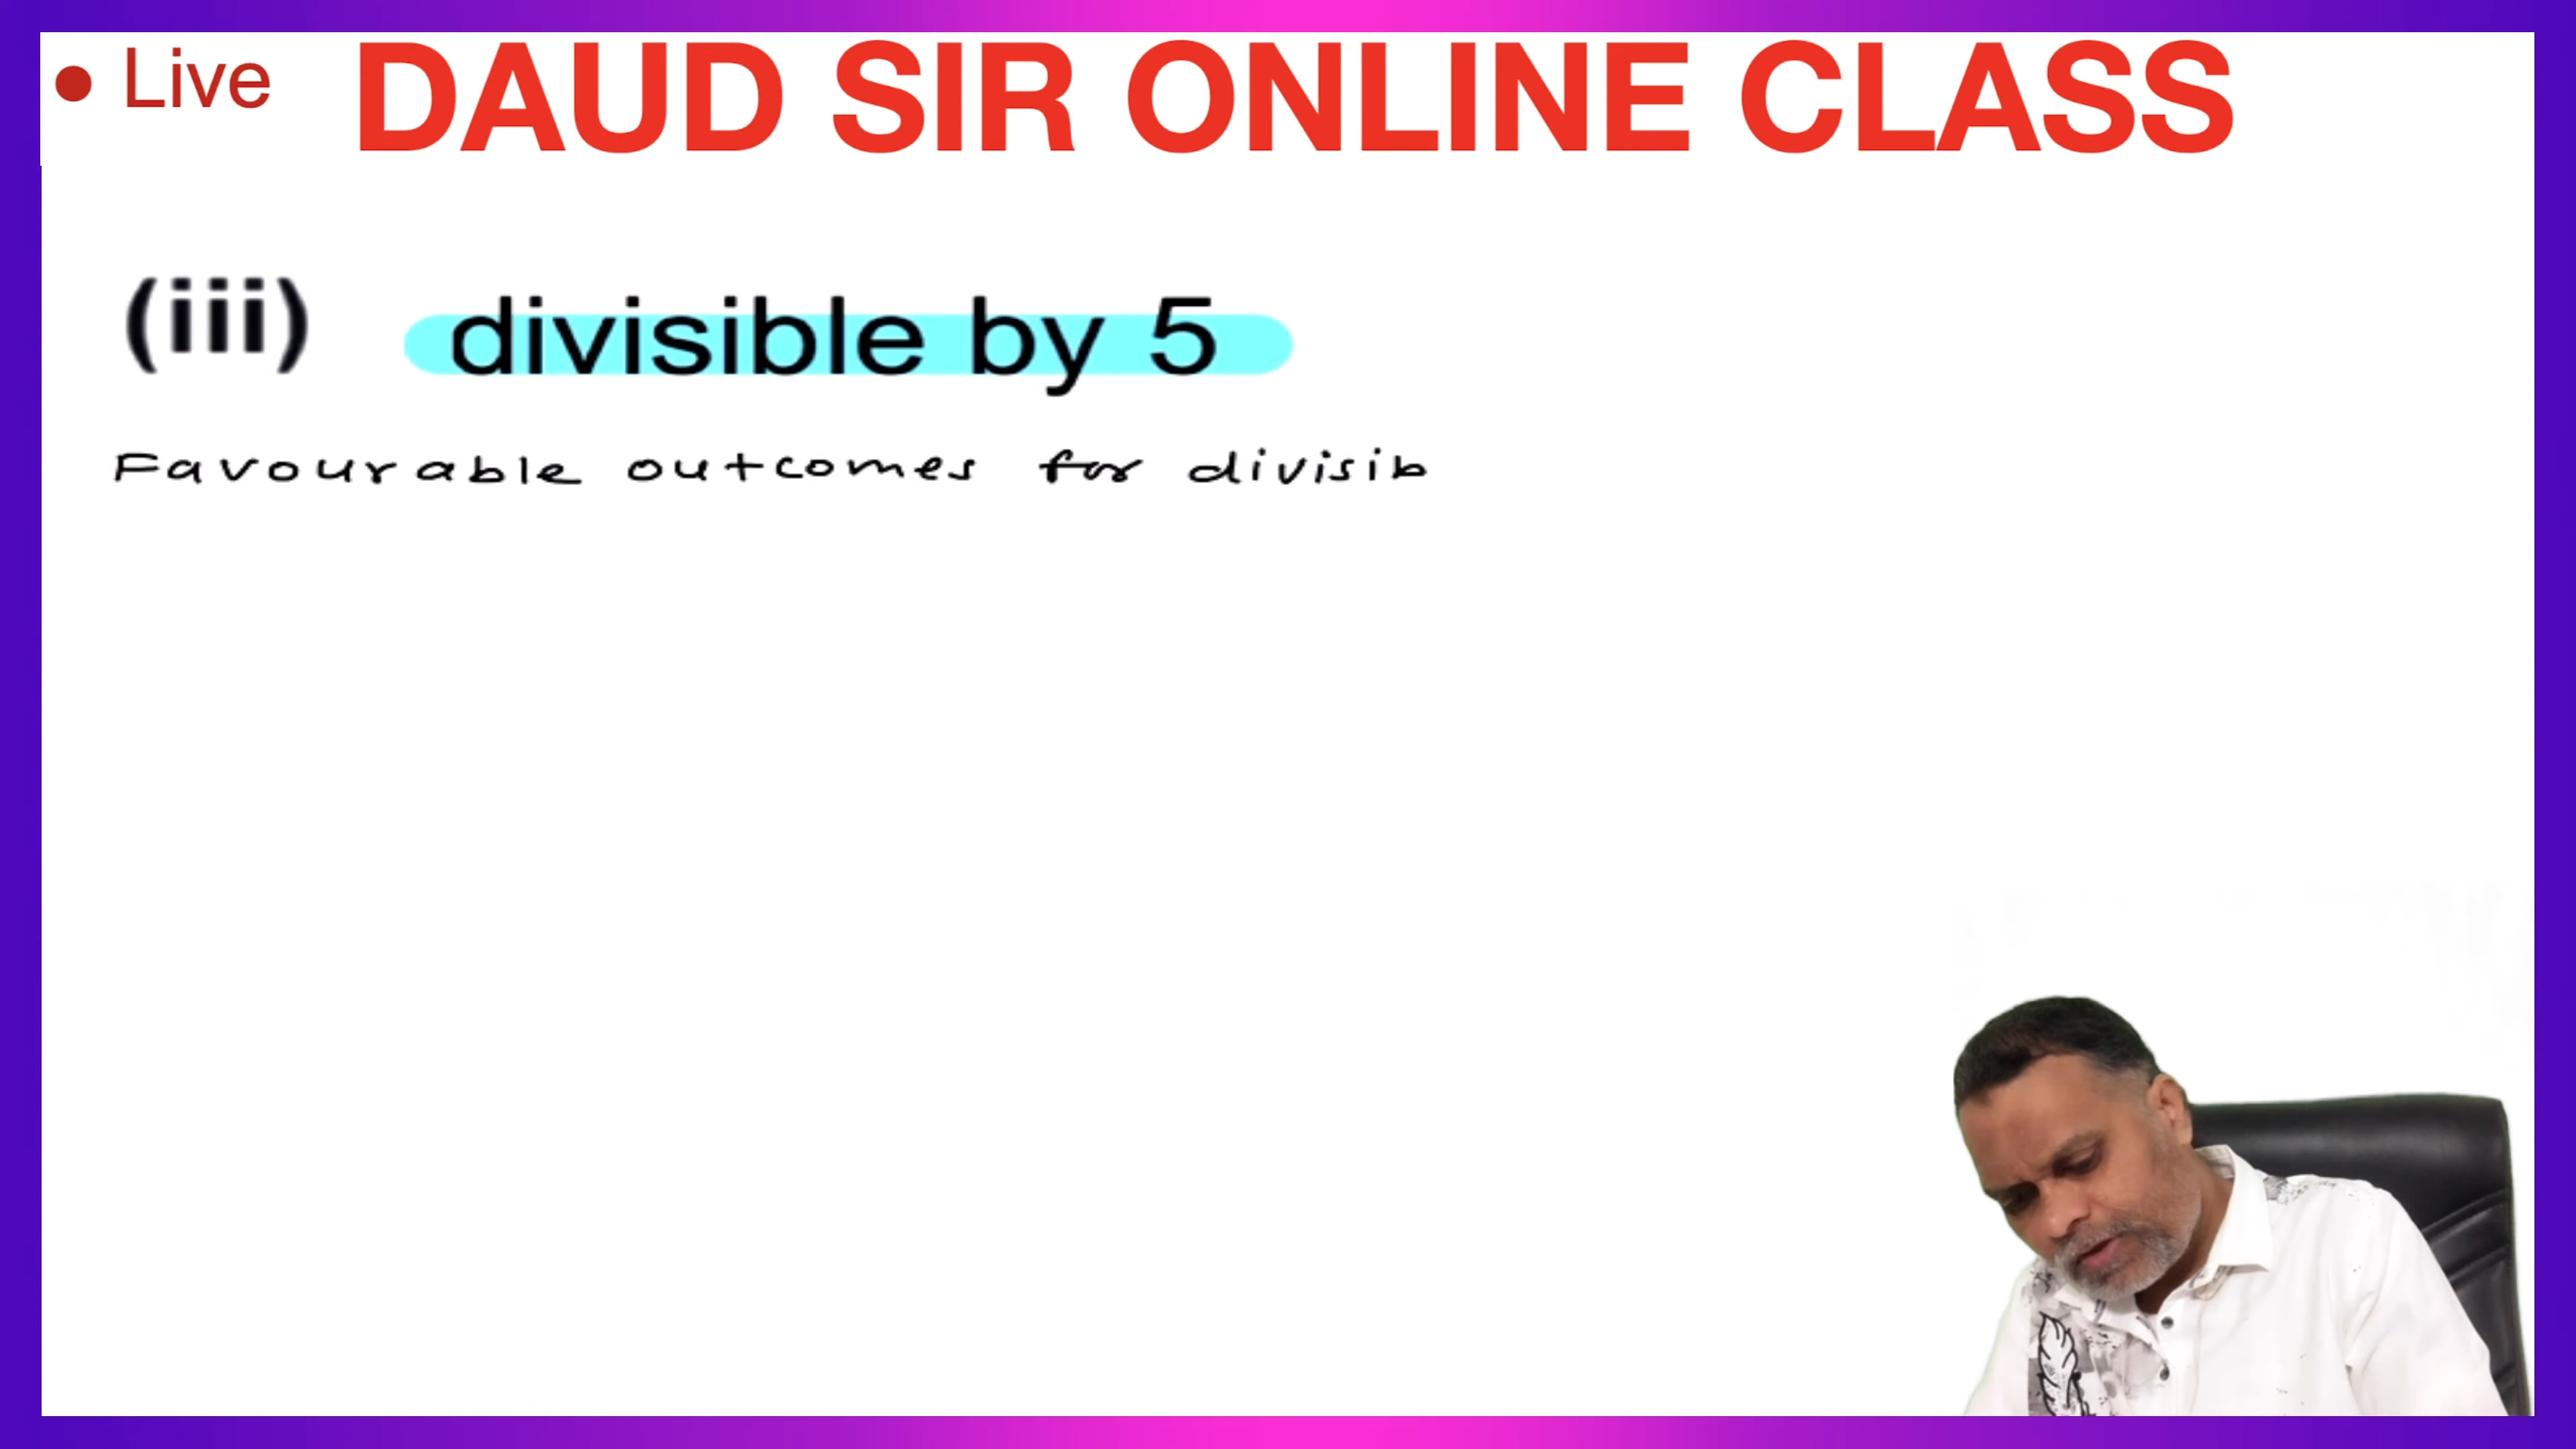 • Live DAUD SIR ONLINE CLASS
(iii) divisible by 5
Favourable outcomes for divisib